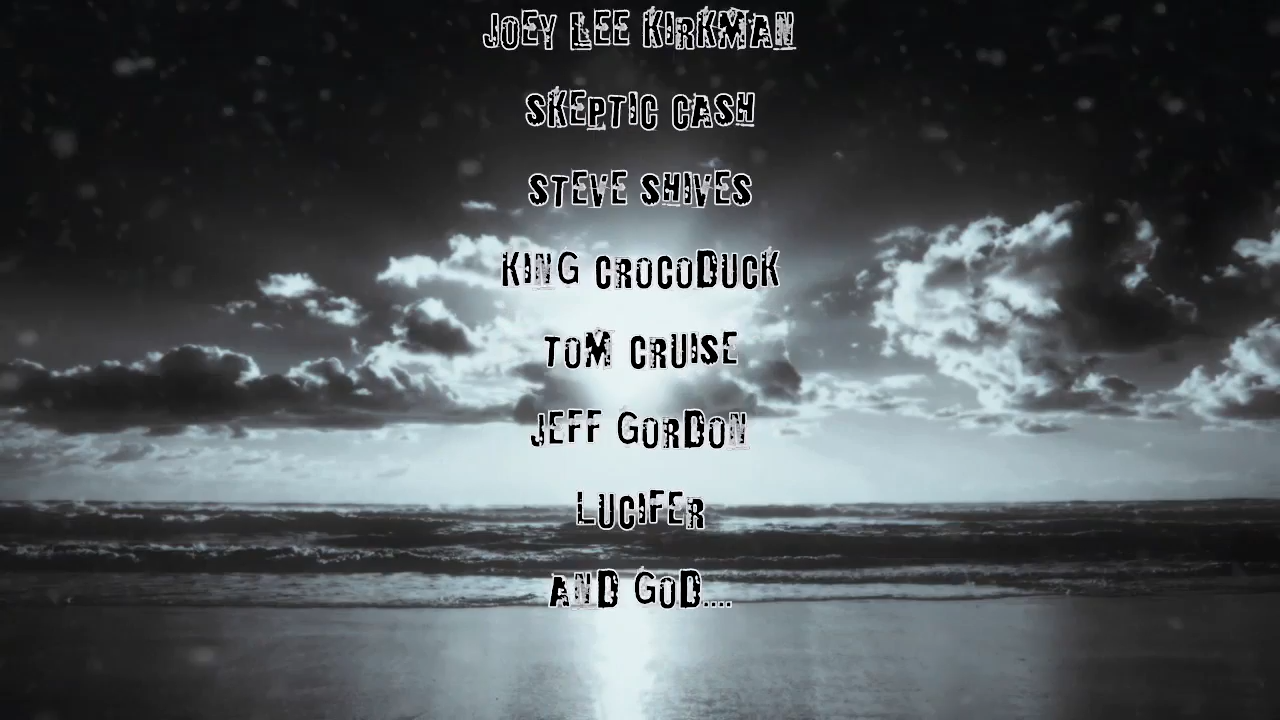 JOEY LEE KIRKMAN
SKEPTIC CASH
STEVE SHIVES
KING CROCODUCK
TOM CRUISE
JEFF GORDON
LUCIFER
AND GOD....